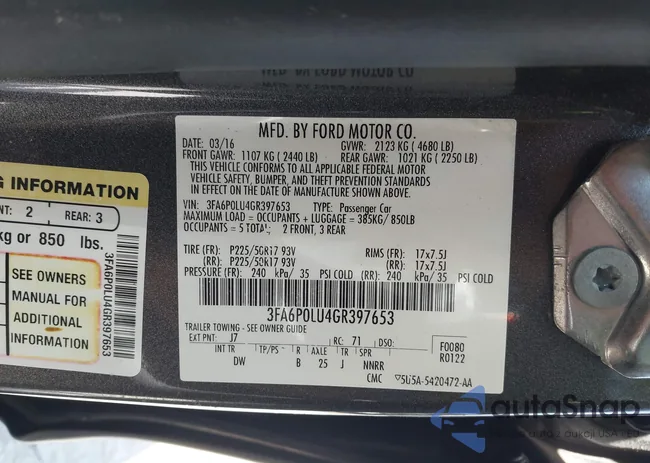 MFD. BY FORD MOTOR CO.
DATE: 03/16 GVWR: 2123 KG ( 4680 LB)
FRONT GAWR: 1107 KG ( 2440 LB) REAR GAWR: 1021 KG ( 2250 LB)
THIS VEHICLE CONFORMS TO ALL APPLICABLE FEDERAL MOTOR
VEHICLE SAFETY, BUMPER, AND THEFT PREVENTION STANDARDS
IN EFFECT ON THE DATE OF MANUFACTURE SHOWN ABOVE.
VIN: 3FA6P0LU4GR397653 TYPE: Passenger Car
MAXIMUM LOAD = OCCUPANTS + LUGGAGE = 385KG/ 850LB
OCCUPANTS = 5 TOTAL; 2 FRONT, 3 REAR
TIRE (FR): P225/50R17 93V RIMS (FR): 17x7.5J
(RR): P225/50R17 93V (RR): 17x7.5J
PRESSURE (FR): 240 kPa/ 35 PSI COLD (RR): 240 kPa/ 35 PSI COLD
3FA6P0LU4GR397653
TRAILER TOWING - SEE OWNER GUIDE
EXT PNT: J7 RC: 71 DSO: F0080
INT TR TP/PS R AXLE TR SPR R0122
DW B 25 J NNRR
CMC ▽5U5A-5420472-AA
G INFORMATION
NT: 2 REAR: 3
kg or 850 lbs.
SEE OWNERS
MANUAL FOR
ADDITIONAL
INFORMATION
3FA6P0LU4GR397653
autoSnap